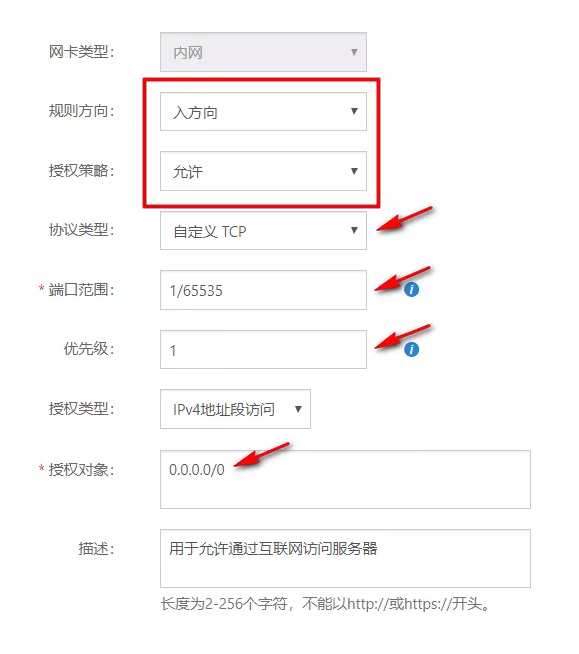 网卡类型： 内网
规则方向： 入方向
授权策略： 允许
协议类型： 自定义 TCP
* 端口范围： 1/65535
优先级： 1
授权类型： IPv4地址段访问
* 授权对象： 0.0.0.0/0
描述： 用于允许通过互联网访问服务器
长度为2-256个字符，不能以http://或https://开头。